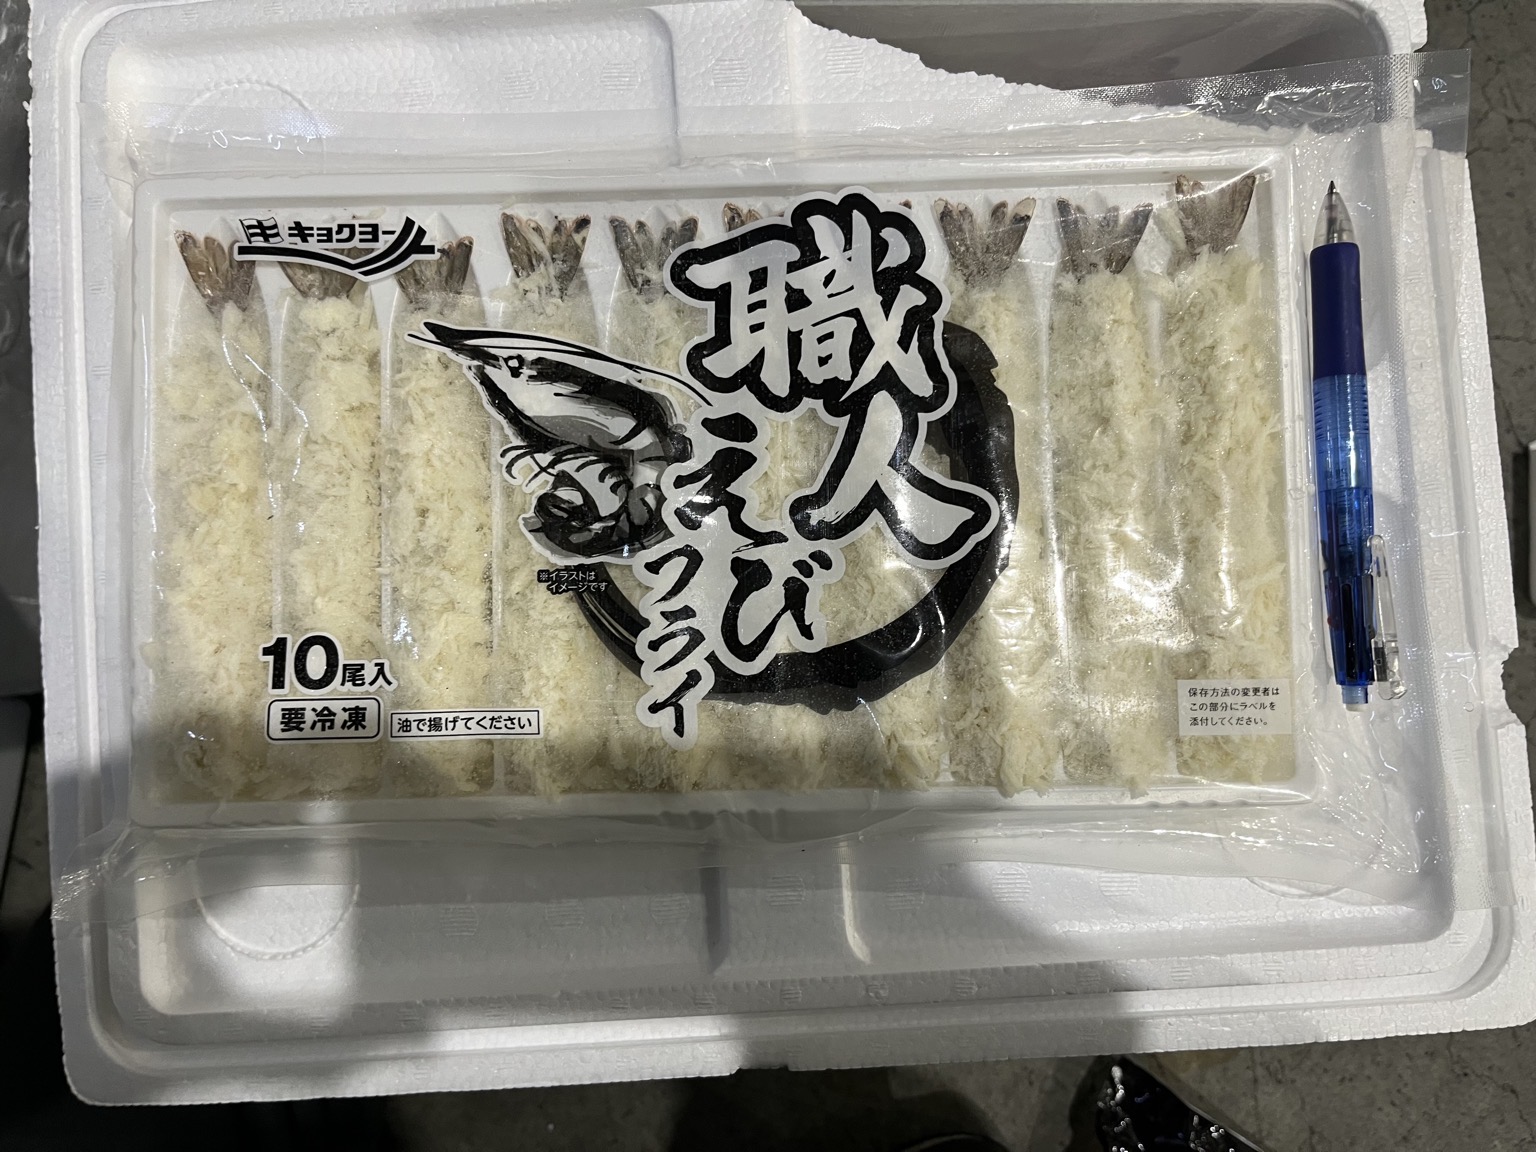 キョクヨー
職人
えび
フライ
※イラストは
イメージです
10尾入
要冷凍
油で揚げてください
保存方法の変更者は
この部分にラベルを
添付してください。